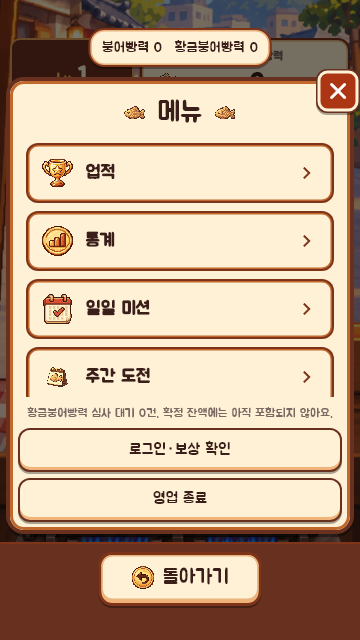 붕어빵력 0 황금붕어빵력 0
메뉴
업적
통계
일일 미션
주간 도전
황금붕어빵력 심사 대기 0건, 확정 잔액에는 아직 포함되지 않아요.
로그인·보상 확인
영업 종료
돌아가기